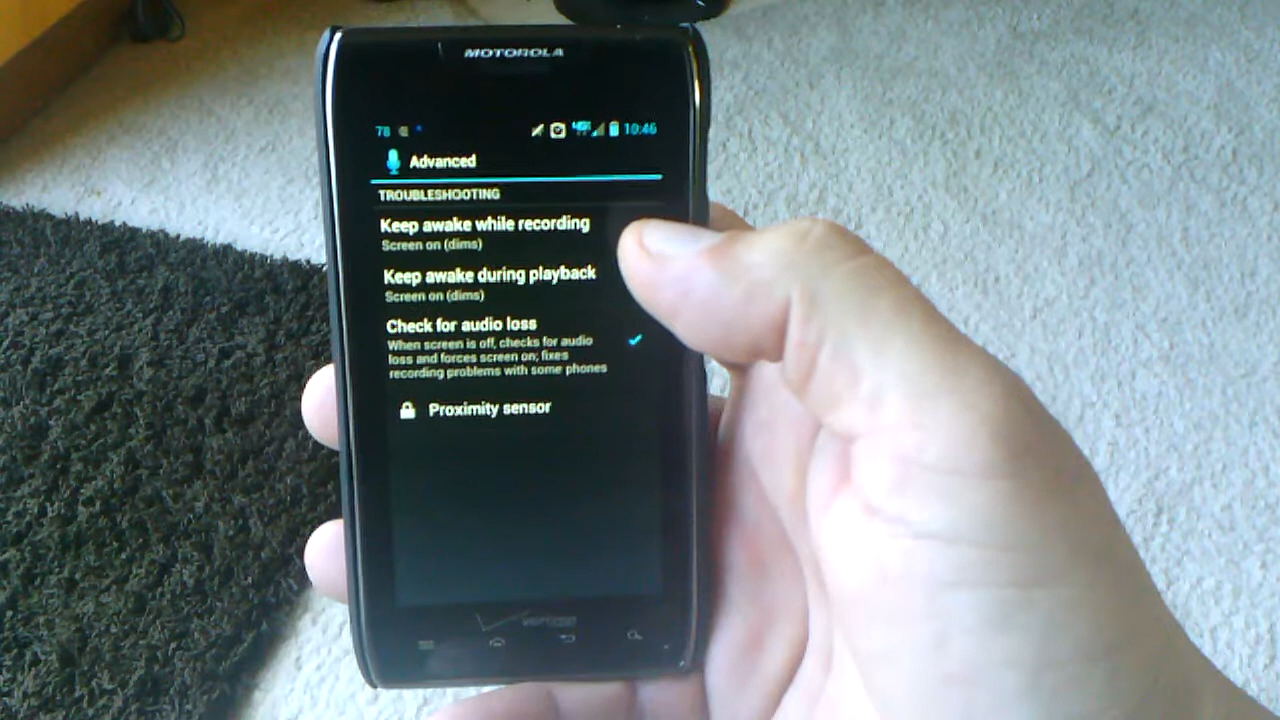 MOTOROLA
78 4G 10:46
Advanced
TROUBLESHOOTING
Keep awake while recording
Screen on (dims)
Keep awake during playback
Screen on (dims)
Check for audio loss
When screen is off, checks for audio
loss and forces screen on; fixes
recording problems with some phones
Proximity sensor
verizon